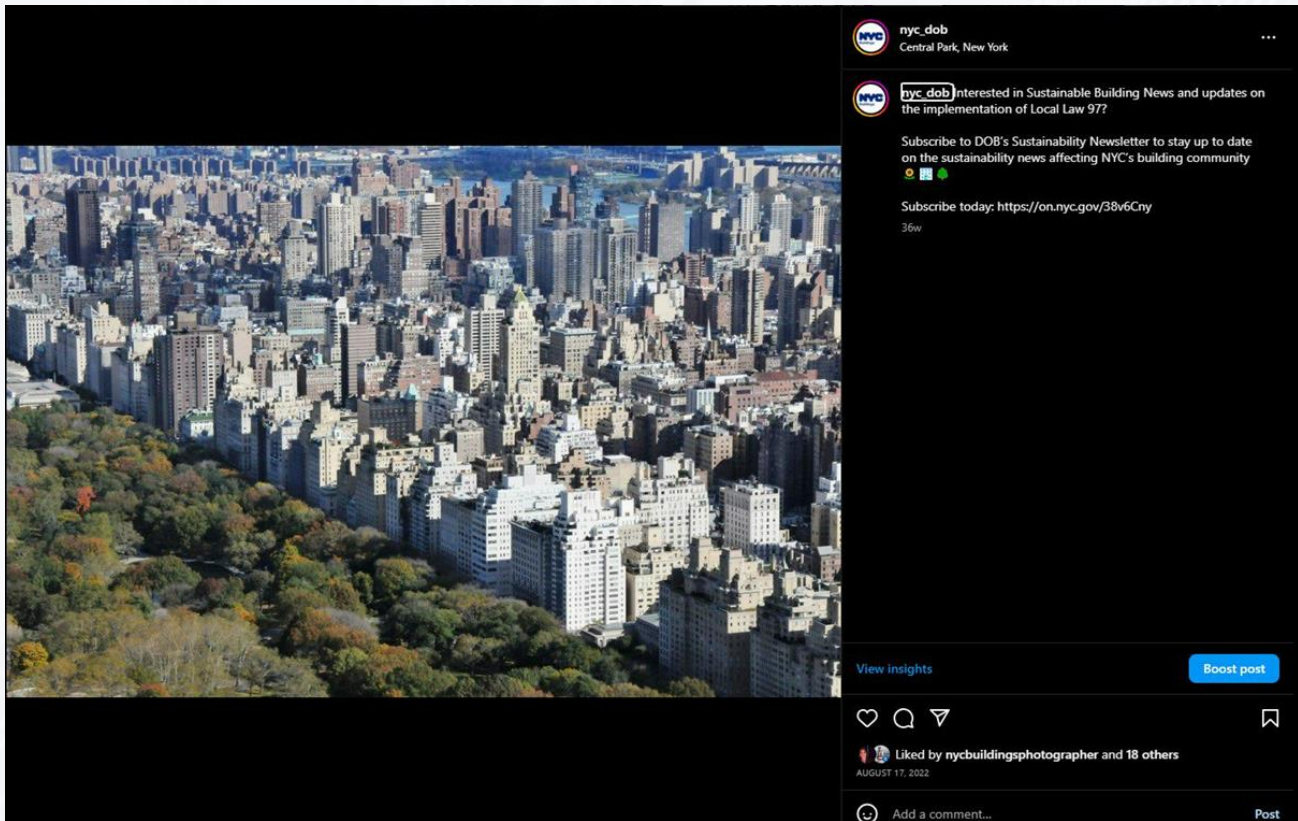 nyc_dob
Central Park, New York
nyc_dob Interested in Sustainable Building News and updates on
the implementation of Local Law 97?
Subscribe to DOB's Sustainability Newsletter to stay up to date
on the sustainability news affecting NYC's building community
Subscribe today: https://on.nyc.gov/38v6Cny
36w
View insights
Boost post
Liked by nycbuildingsphotographer and 18 others
AUGUST 17, 2022
Add a comment...
Post
NYC
NYC